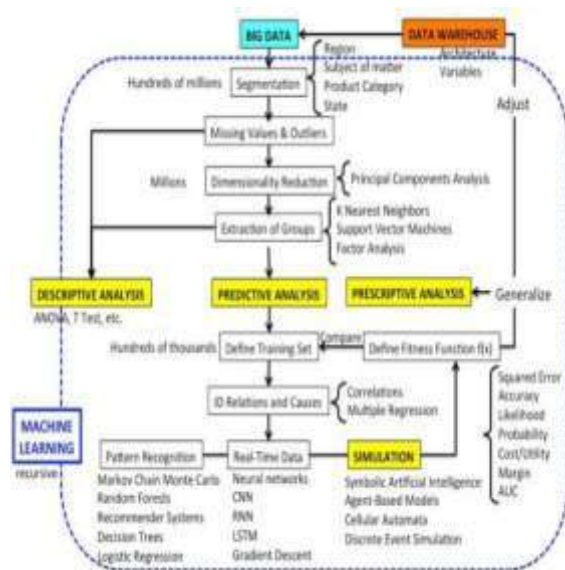 BIG DATA
DATA WAREHOUSE
Architecture
Variables
Region
Subject of matter
Product Category
State
Hundreds of millions
Segmentation
Adjust
Missing Values & Outliers
Millions
Dimensionality Reduction
Principal Components Analysis
Extraction of Groups
K Nearest Neighbors
Support Vector Machines
Factor Analysis
DESCRIPTIVE ANALYSIS
ANOVA, T Test, etc.
PREDICTIVE ANALYSIS
PRESCRIPTIVE ANALYSIS
Generalize
Hundreds of thousands
Define Training Set
Compare
Define Fitness Function f(x)
ID Relations and Causes
Correlations
Multiple Regression
Squared Error
Accuracy
Likelihood
Probability
Cost/Utility
Margin
AUC
MACHINE
LEARNING
recursive
Pattern Recognition
Markov Chain Monte Carlo
Random Forests
Recommender Systems
Decision Trees
Logistic Regression
Real-Time Data
Neural networks
CNN
RNN
LSTM
Gradient Descent
SIMULATION
Symbolic Artificial Intelligence
Agent-Based Models
Cellular Automata
Discrete Event Simulation